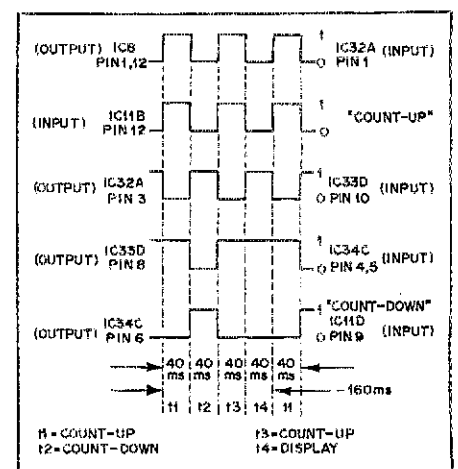 (OUTPUT) IC6 PIN 1,12
1
0
IC32A (INPUT) PIN 1
(INPUT) IC11B PIN 12
1
0
"COUNT-UP"
(OUTPUT) IC32A PIN 3
1
0
IC33D (INPUT) PIN 10
(OUTPUT) IC33D PIN 8
1
0
IC34C (INPUT) PIN 4,5
(OUTPUT) IC34C PIN 6
1
0
"COUNT-DOWN" IC11D (INPUT) PIN 9
40 40 40 40 40
ms ms ms ms ms
160ms
t1 t2 t3 t4 t1
t1 = COUNT-UP t3 = COUNT-UP
t2 = COUNT-DOWN t4 = DISPLAY